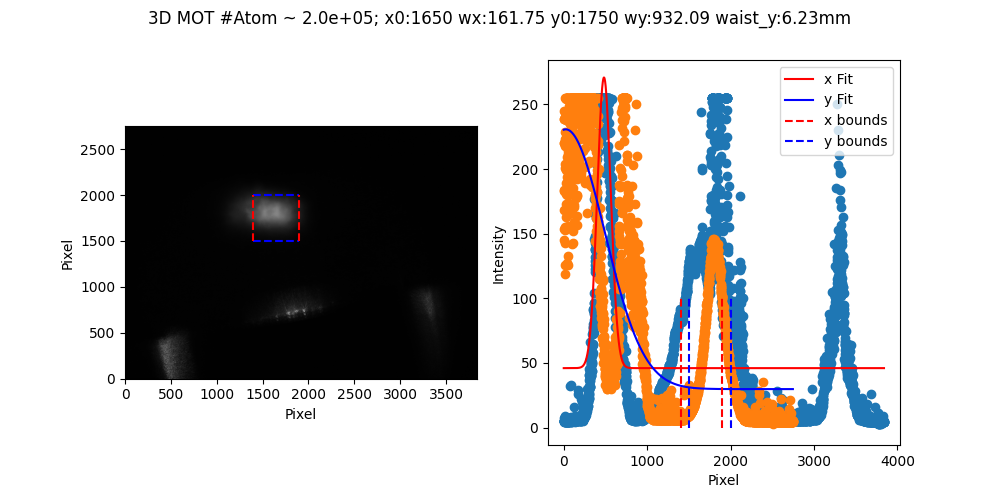 3D MOT #Atom ~ 2.0e+05; x0:1650 wx:161.75 y0:1750 wy:932.09 waist_y:6.23mm
2500
2000
1500
1000
500
0
Pixel
0 500 1000 1500 2000 2500 3000 3500
Pixel
250
200
150
100
50
0
Intensity
x Fit
y Fit
x bounds
y bounds
0 1000 2000 3000 4000
Pixel